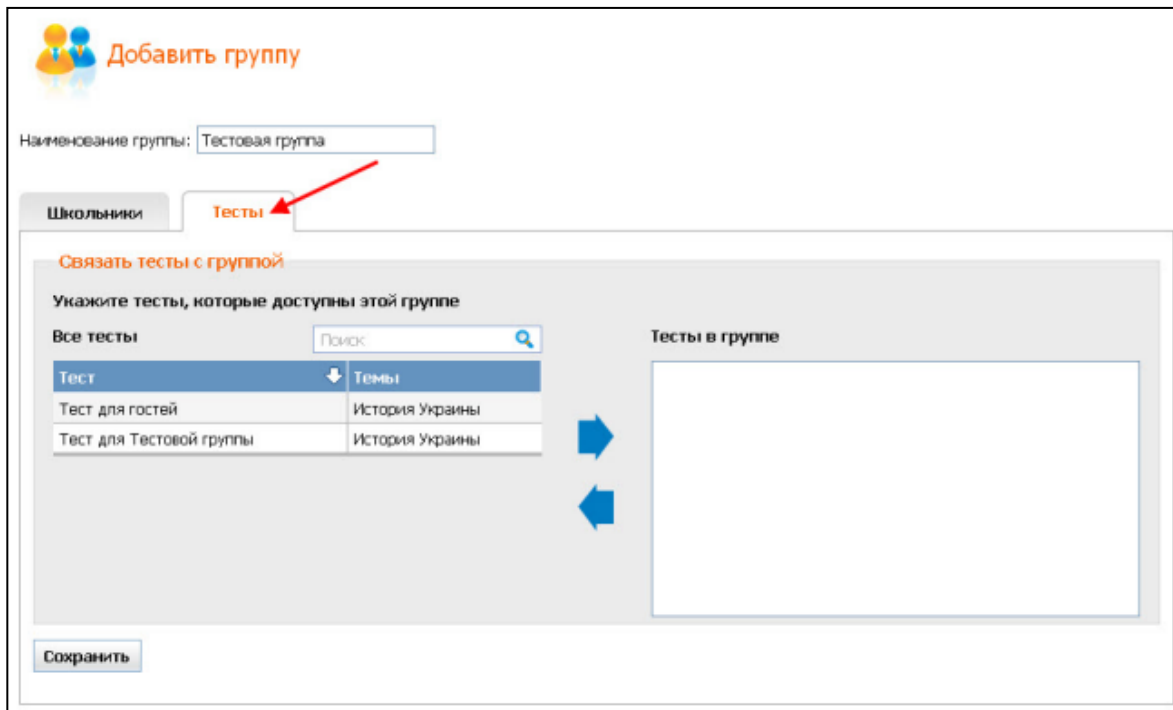 Добавить группу
Наименование группы: Тестовая группа
Школьники Тесты
Связать тесты с группой
Укажите тесты, которые доступны этой группе
Все тесты Поиск Тесты в группе
Тест Темы
Тест для гостей История Украины
Тест для Тестовой группы История Украины
Сохранить